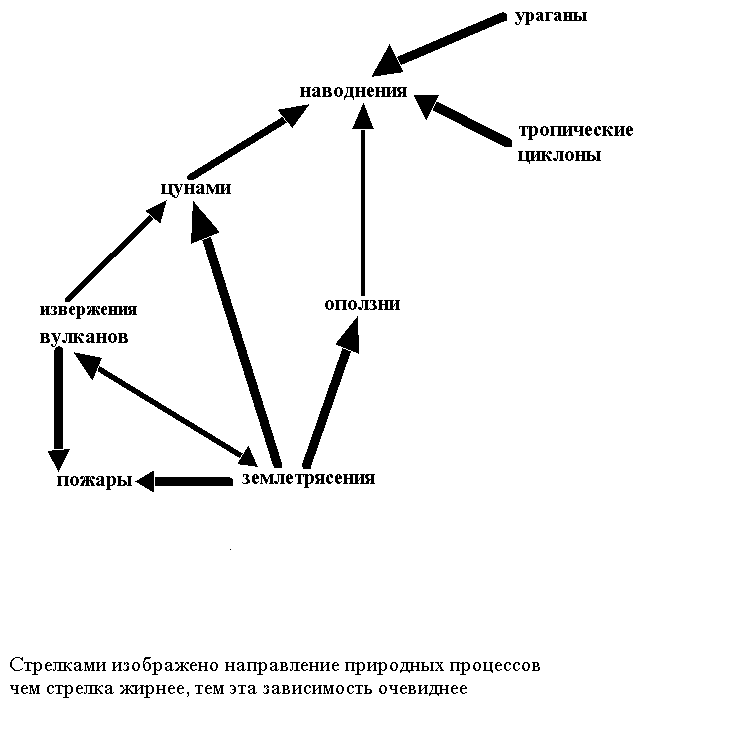 ураганы
наводнения
тропические
циклоны
цунами
извержения
вулканов
оползни
пожары
землетрясения
Стрелками изображено направление природных процессов
чем стрелка жирнее, тем эта зависимость очевиднее